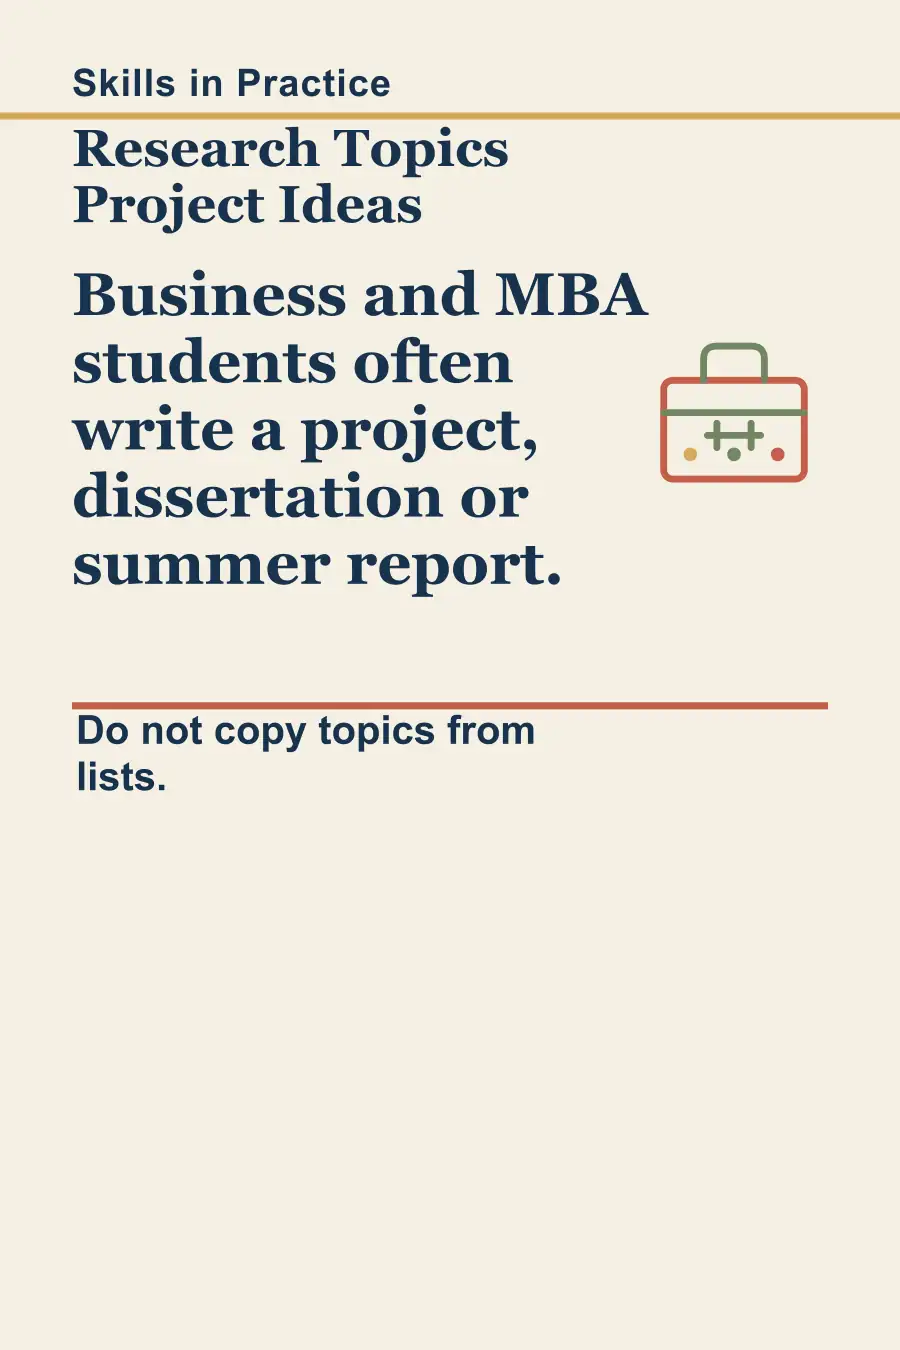 Skills in Practice
Research Topics
Project Ideas
Business and MBA
students often
write a project,
dissertation or
summer report.
Do not copy topics from
lists.